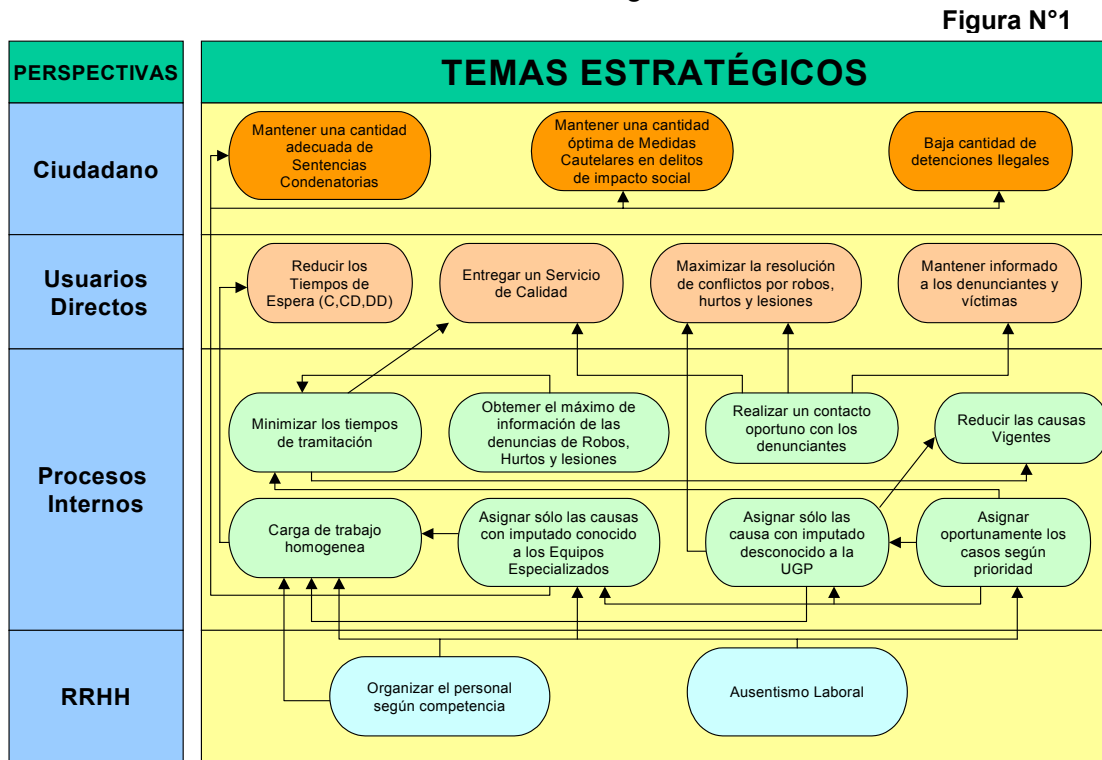 Figura N°1
PERSPECTIVAS
TEMAS ESTRATÉGICOS
Ciudadano
Mantener una cantidad
adecuada de
Sentencias
Condenatorias
Mantener una cantidad
óptima de Medidas
Cautelares en delitos
de impacto social
Baja cantidad de
detenciones Ilegales
Usuarios
Directos
Reducir los
Tiempos de
Espera (C,CD,DD)
Entregar un Servicio
de Calidad
Maximizar la resolución
de conflictos por robos,
hurtos y lesiones
Mantener informado
a los denunciantes y
víctimas
Procesos
Internos
Minimizar los tiempos
de tramitación
Obtemer el máximo de
información de las
denuncias de Robos,
Hurtos y lesiones
Realizar un contacto
oportuno con los
denunciantes
Reducir las causas
Vigentes
Carga de trabajo
homogenea
Asignar sólo las causas
con imputado conocido
a los Equipos
Especializados
Asignar sólo las
causa con imputado
desconocido a la
UGP
Asignar
oportunamente los
casos según
prioridad
RRHH
Organizar el personal
según competencia
Ausentismo Laboral